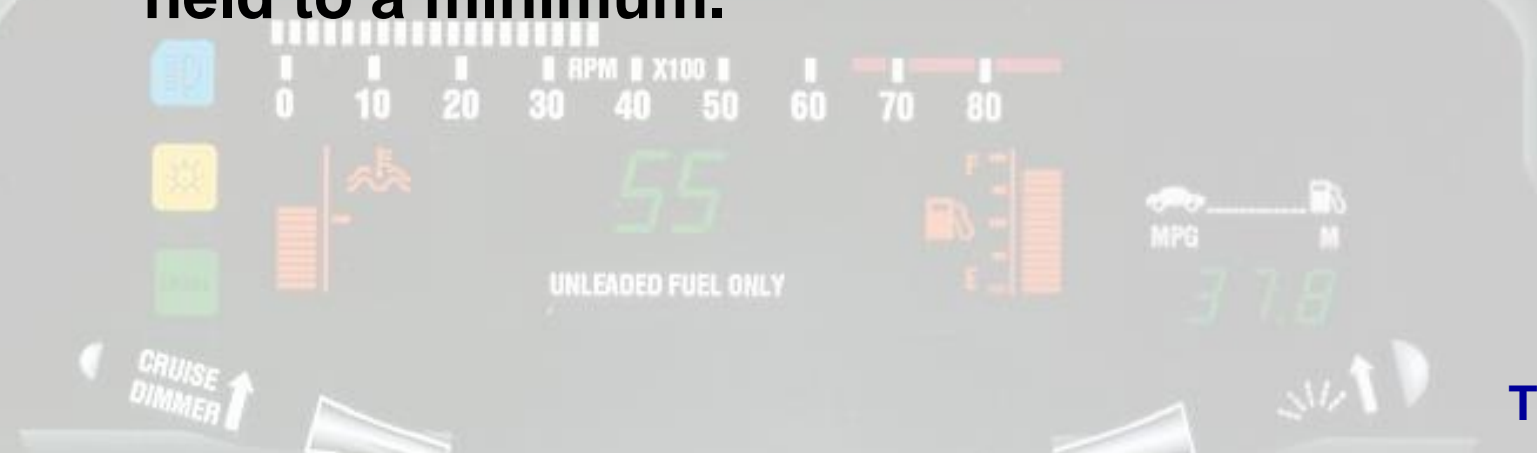 held to a minimum.
RPM X100
0 10 20 30 40 50 60 70 80
F
55
MPG M
E
UNLEADED FUEL ONLY
37.8
CRUISE
DIMMER
T